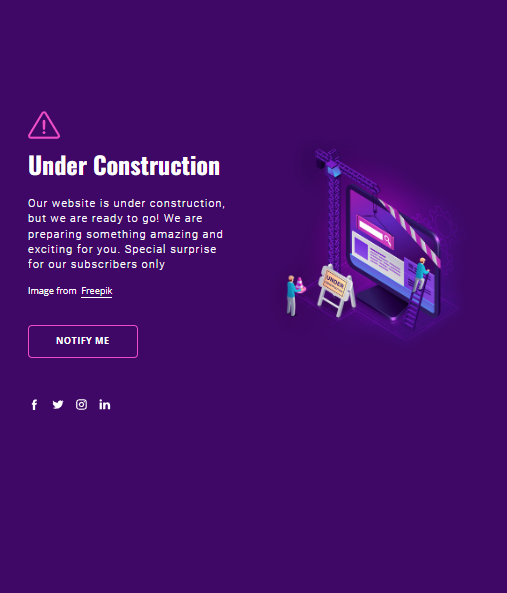 Under Construction
Our website is under construction,
but we are ready to go! We are
preparing something amazing and
exciting for you. Special surprise
for our subscribers only
Image from Freepik
UNDER
NOTIFY ME